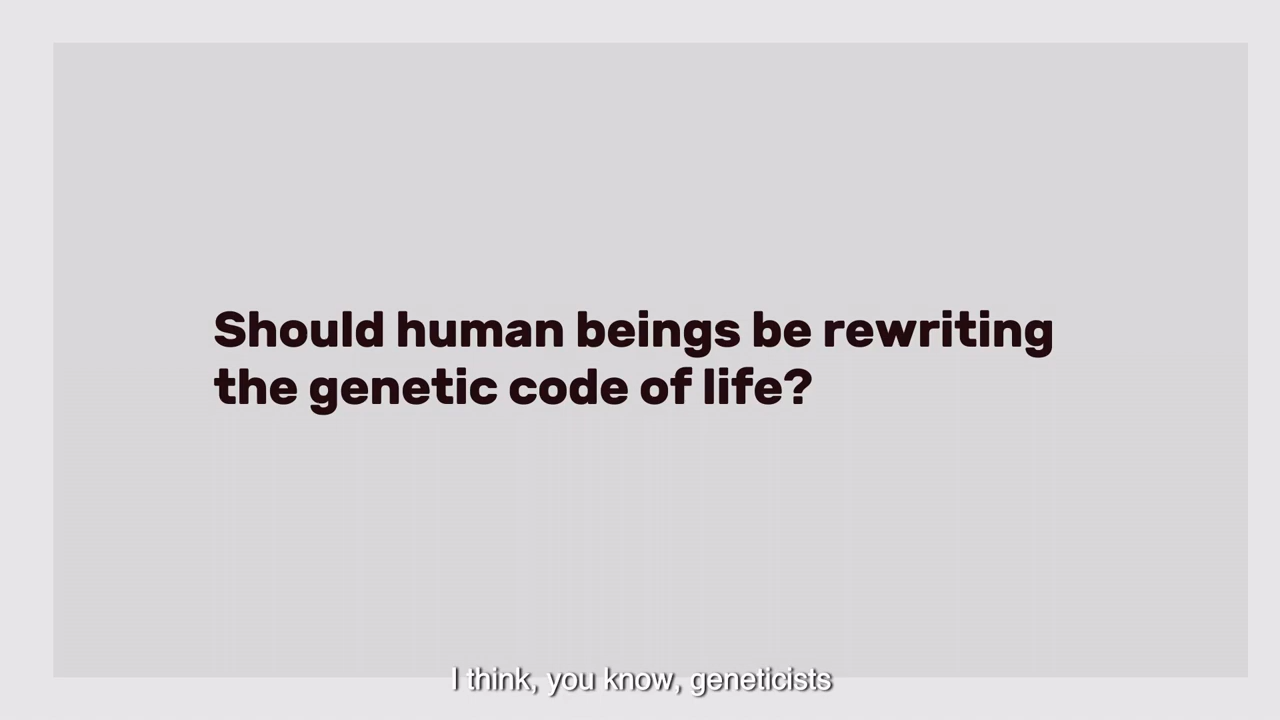 Should human beings be rewriting
the genetic code of life?
I think, you know, geneticists